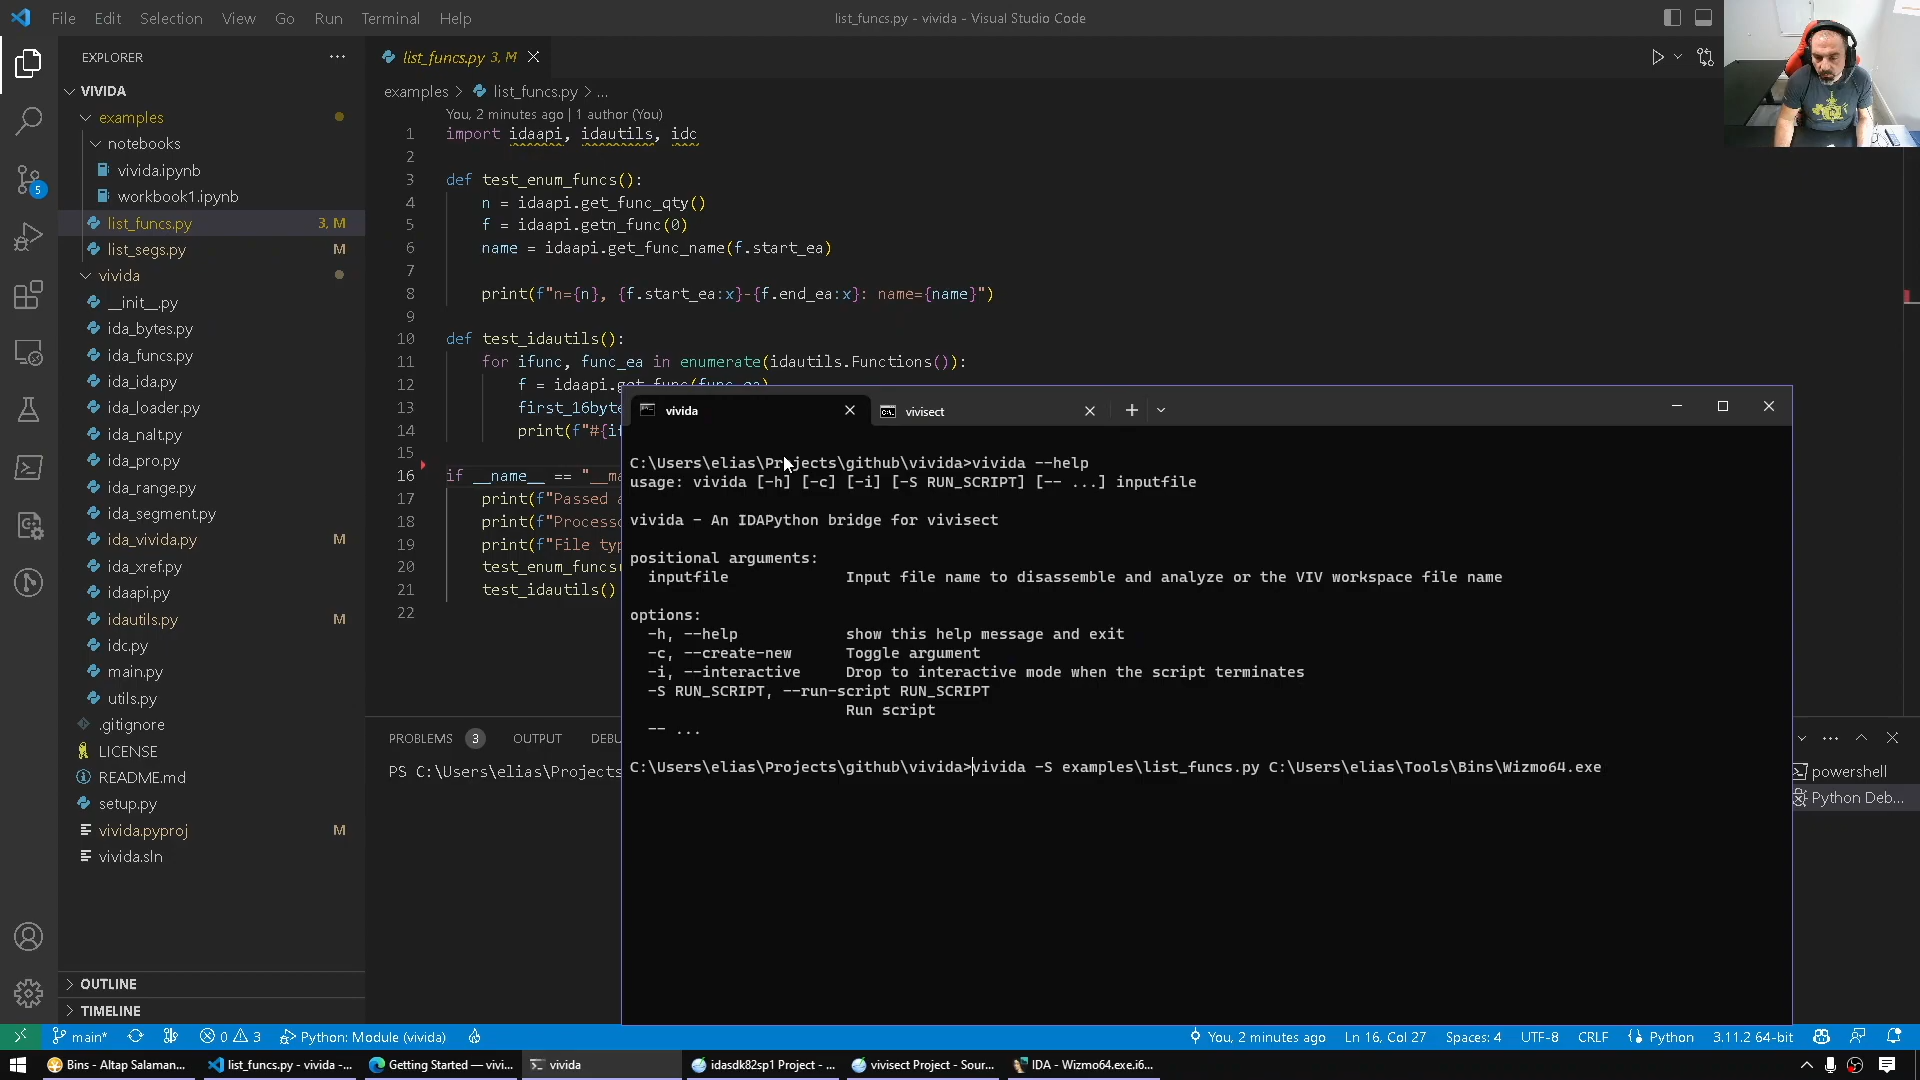 File Edit Selection View Go Run Terminal Help
list_funcs.py - vivida - Visual Studio Code
EXPLORER
VIVIDA
examples
notebooks
vivida.ipynb
workbook1.ipynb
list_funcs.py 3, M
list_segs.py M
vivida
__init__.py
ida_bytes.py
ida_funcs.py
ida_ida.py
ida_loader.py
ida_nalt.py
ida_pro.py
ida_range.py
ida_segment.py
ida_vivida.py M
ida_xref.py
idaapi.py
idautils.py M
idc.py
main.py
utils.py
.gitignore
LICENSE
README.md
setup.py
vivida.pyproj M
vivida.sln
OUTLINE
TIMELINE
5
list_funcs.py 3, M
examples > list_funcs.py > ...
You, 2 minutes ago | 1 author (You)
1 import idaapi, idautils, idc
2
3 def test_enum_funcs():
4 n = idaapi.get_func_qty()
5 f = idaapi.getn_func(0)
6 name = idaapi.get_func_name(f.start_ea)
7
8 print(f"n={n}, {f.start_ea:x}-{f.end_ea:x}: name={name}")
9
10 def test_idautils():
11 for ifunc, func_ea in enumerate(idautils.Functions()):
12 f = idaapi.get_func(func_ea)
13 first_16byte
14 print(f"#{if
15
16 if __name__ == "__ma
17 print(f"Passed a
18 print(f"Processo
19 print(f"File typ
20 test_enum_funcs(
21 test_idautils()
22
PROBLEMS 3 OUTPUT DEBU
PS C:\Users\elias\Projects
powershell
Python Deb...
vivida
vivisect
C:\Users\elias\Projects\github\vivida>vivida --help
usage: vivida [-h] [-c] [-i] [-S RUN_SCRIPT] [-- ...] inputfile
vivida - An IDAPython bridge for vivisect
positional arguments:
inputfile Input file name to disassemble and analyze or the VIV workspace file name
options:
-h, --help show this help message and exit
-c, --create-new Toggle argument
-i, --interactive Drop to interactive mode when the script terminates
-S RUN_SCRIPT, --run-script RUN_SCRIPT
Run script
-- ...
C:\Users\elias\Projects\github\vivida>vivida -S examples\list_funcs.py C:\Users\elias\Tools\Bins\Wizmo64.exe
main* 0 3 Python: Module (vivida) You, 2 minutes ago Ln 16, Col 27 Spaces: 4 UTF-8 CRLF Python 3.11.2 64-bit
Bins - Altap Salaman... list_funcs.py - vivida -... Getting Started — vivi... vivida idasdk82sp1 Project - ... vivisect Project - Sour... IDA - Wizmo64.exe.i6...